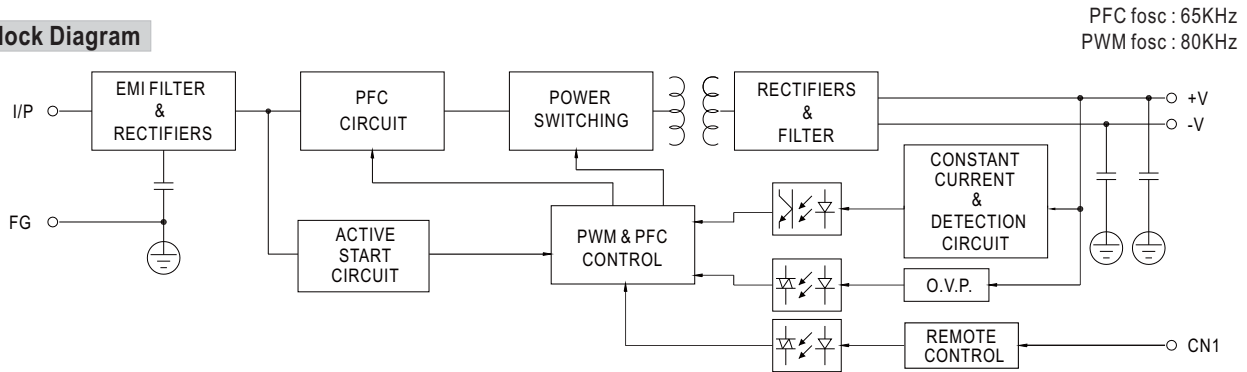 lock Diagram
PFC fosc : 65KHz
PWM fosc : 80KHz
I/P
EMI FILTER
&
RECTIFIERS
PFC
CIRCUIT
POWER
SWITCHING
RECTIFIERS
&
FILTER
+V
-V
FG
ACTIVE
START
CIRCUIT
PWM & PFC
CONTROL
CONSTANT
CURRENT
&
DETECTION
CIRCUIT
O.V.P.
REMOTE
CONTROL
CN1